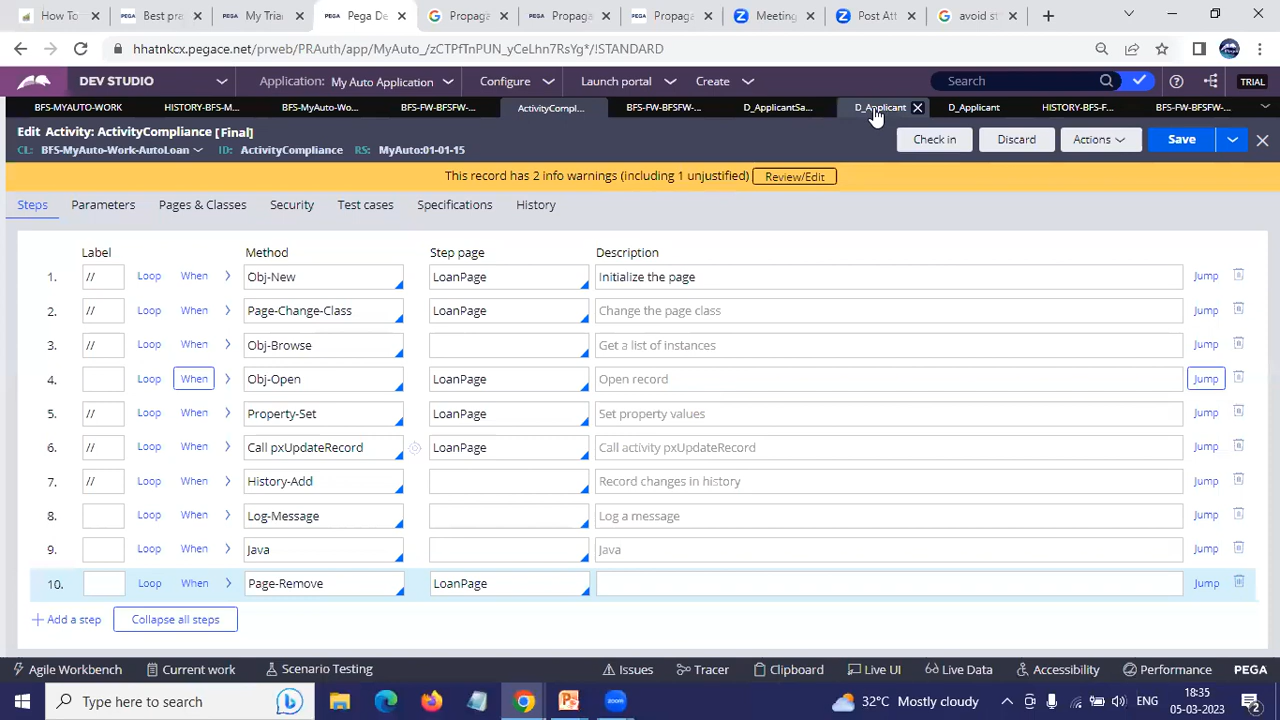 How To
Best pra
My Tria
Pega De
Propaga
Propaga
Propaga
Meeting
Post Att
avoid st
hhatnkcx.pegace.net/prweb/PRAuth/app/MyAuto_/zCTPfTnPUN_yCeLhn7RsYg*/!STANDARD
DEV STUDIO
Application: My Auto Application
Configure
Launch portal
Create
Search
TRIAL
BFS-MYAUTO-WORK
HISTORY-BFS-M...
BFS-MyAuto-Wo...
BFS-FW-BFSFW-...
ActivityCompl...
BFS-FW-BFSFW-...
D_ApplicantSa...
D_Applicant
D_Applicant
HISTORY-BFS-F...
BFS-FW-BFSFW-...
Edit Activity: ActivityCompliance [Final]
CL: BFS-MyAuto-Work-AutoLoan ID: ActivityCompliance RS: MyAuto:01-01-15
Check in
Discard
Actions
Save
This record has 2 info warnings (including 1 unjustified) Review/Edit
Steps Parameters Pages & Classes Security Test cases Specifications History
Label Method Step page Description
1. // Loop When Obj-New LoanPage Initialize the page Jump
2. // Loop When Page-Change-Class LoanPage Change the page class Jump
3. // Loop When Obj-Browse Get a list of instances Jump
4. Loop When Obj-Open LoanPage Open record Jump
5. // Loop When Property-Set LoanPage Set property values Jump
6. // Loop When Call pxUpdateRecord LoanPage Call activity pxUpdateRecord Jump
7. // Loop When History-Add Record changes in history Jump
8. Loop When Log-Message Log a message Jump
9. Loop When Java Java Jump
10. Loop When Page-Remove LoanPage Jump
+ Add a step Collapse all steps
Agile Workbench Current work Scenario Testing Issues Tracer Clipboard Live UI Live Data Accessibility Performance PEGA
Type here to search
32°C Mostly cloudy
ENG
18:35
05-03-2023
2